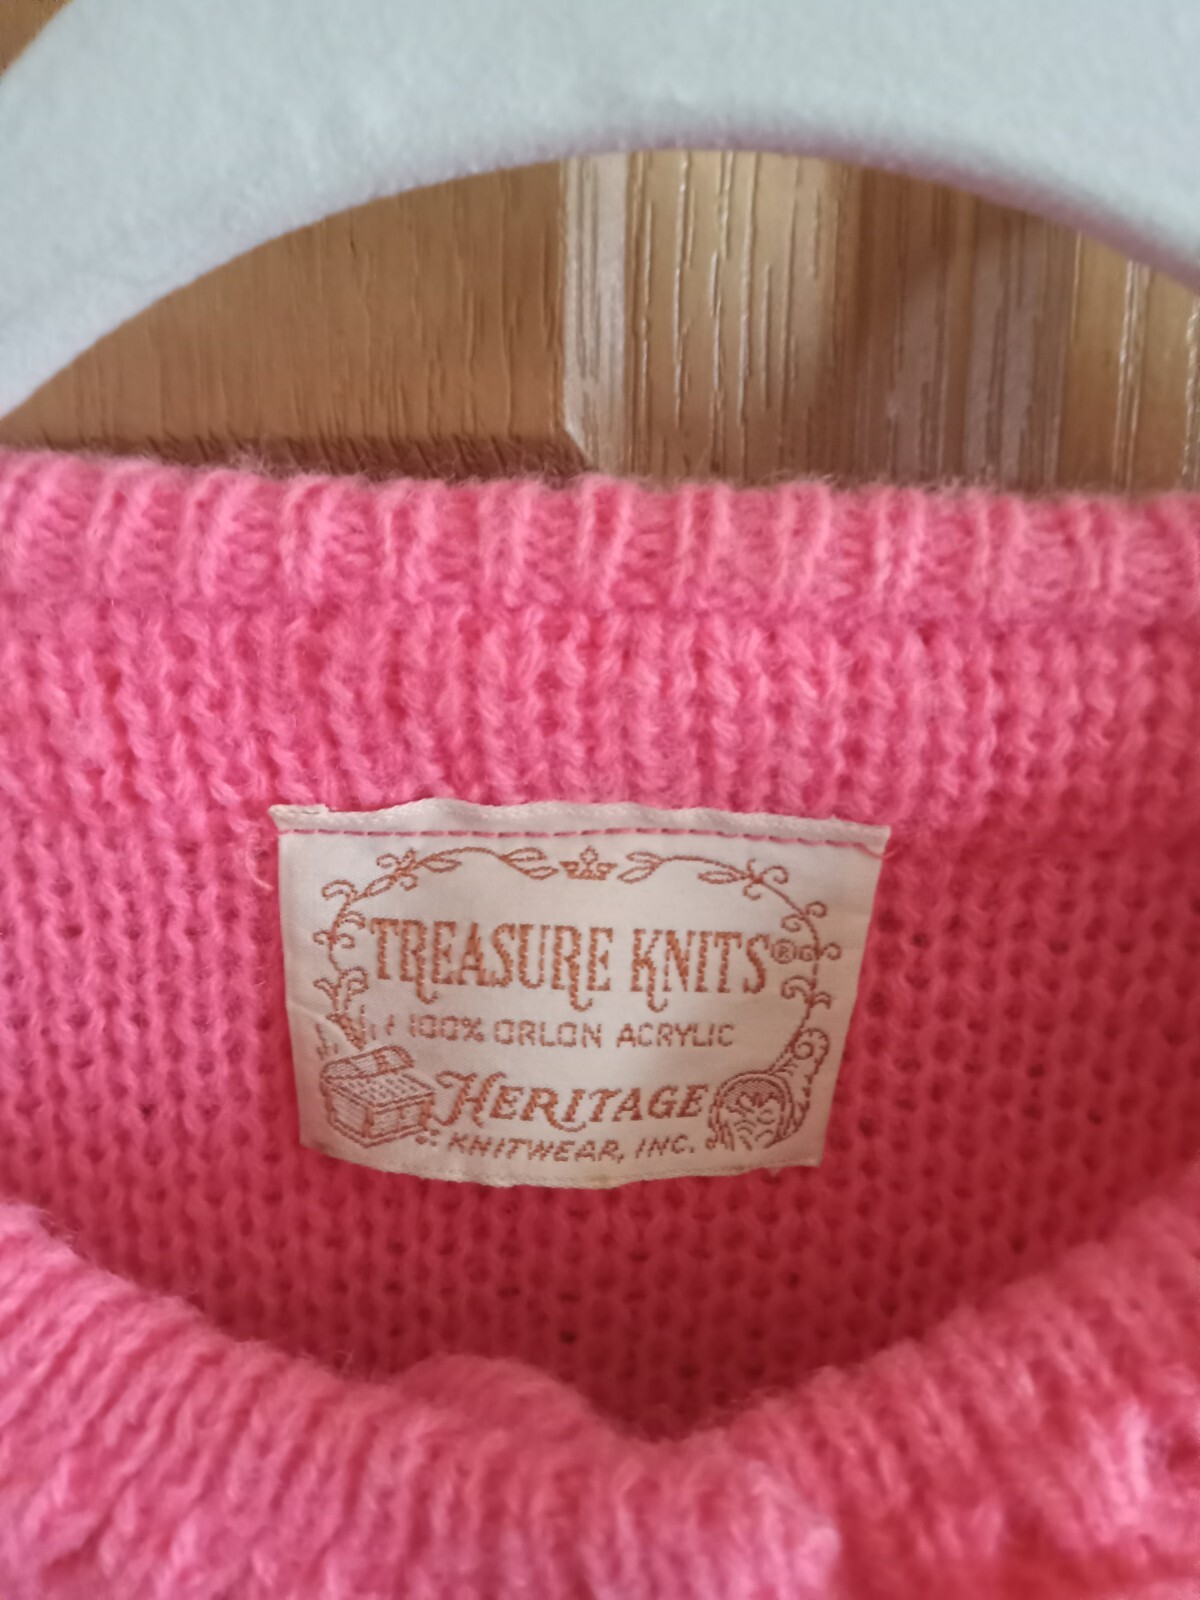 TREASURE KNITS®
100% ORLON ACRYLIC
HERITAGE
KNITWEAR, INC.